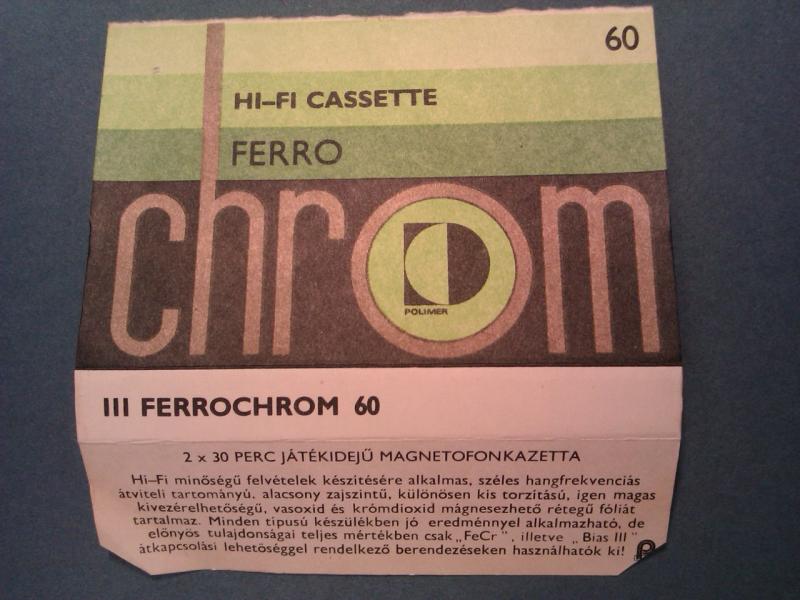 60
HI–FI CASSETTE
FERRO
chrom
POLIMER
III FERROCHROM 60
2 x 30 PERC JÁTÉKIDEJŰ MAGNETOFONKAZETTA
Hi–Fi minőségű felvételek készítésére alkalmas, széles hangfrekvenciás
átviteli tartományú, alacsony zajszintű, különösen kis torzítású, igen magas
kivezérelhetőségű, vasoxid és krómdioxid mágnesezhető rétegű fóliát
tartalmaz. Minden típusú készülékben jó eredménnyel alkalmazható, de
előnyös tulajdonságai teljes mértékben csak „FeCr”, illetve „Bias III”
átkapcsolási lehetőséggel rendelkező berendezéseken használhatók ki!